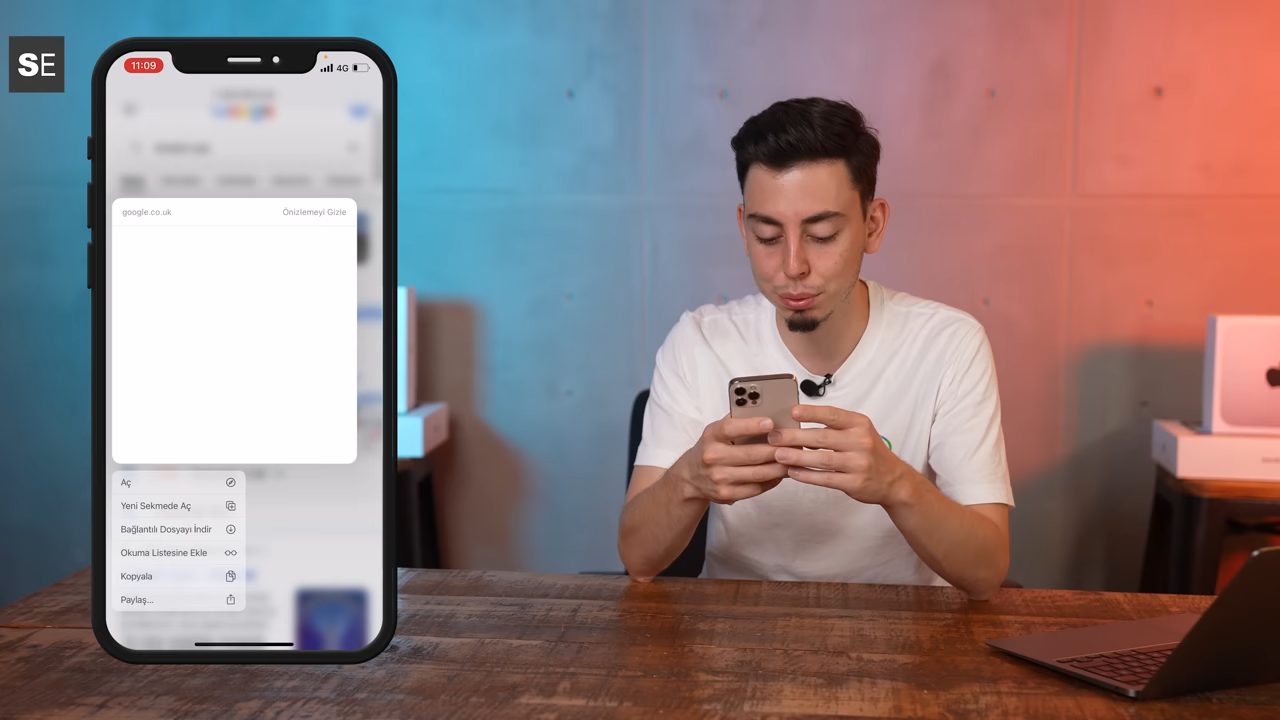 SE
11:09
4G
Google
google.co.uk
Önizlemeyi Gizle
Aç
Yeni Sekmede Aç
Bağlantılı Dosyayı İndir
Okuma Listesine Ekle
Kopyala
Paylaş...